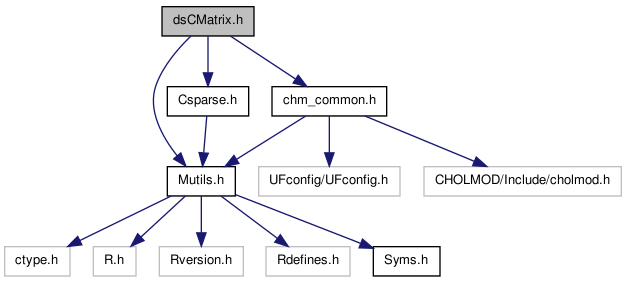 dsCMatrix.h
Csparse.h
chm_common.h
Mutils.h
UFconfig/UFconfig.h
CHOLMOD/Include/cholmod.h
ctype.h
R.h
Rversion.h
Rdefines.h
Syms.h